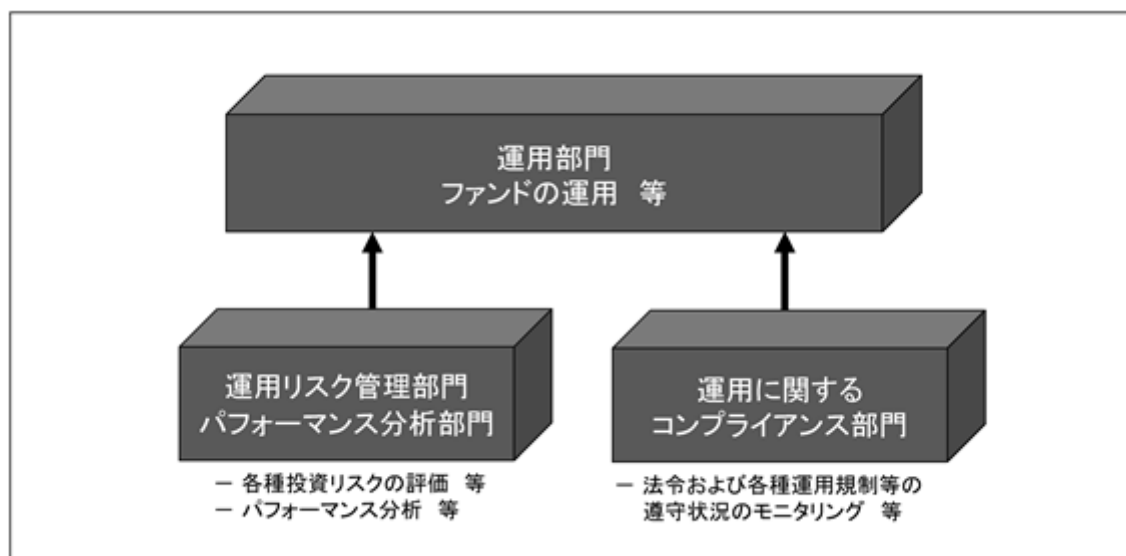 運用部門
ファンドの運用 等
運用リスク管理部門
パフォーマンス分析部門
－ 各種投資リスクの評価 等
－ パフォーマンス分析 等
運用に関する
コンプライアンス部門
－ 法令および各種運用規制等の
遵守状況のモニタリング 等